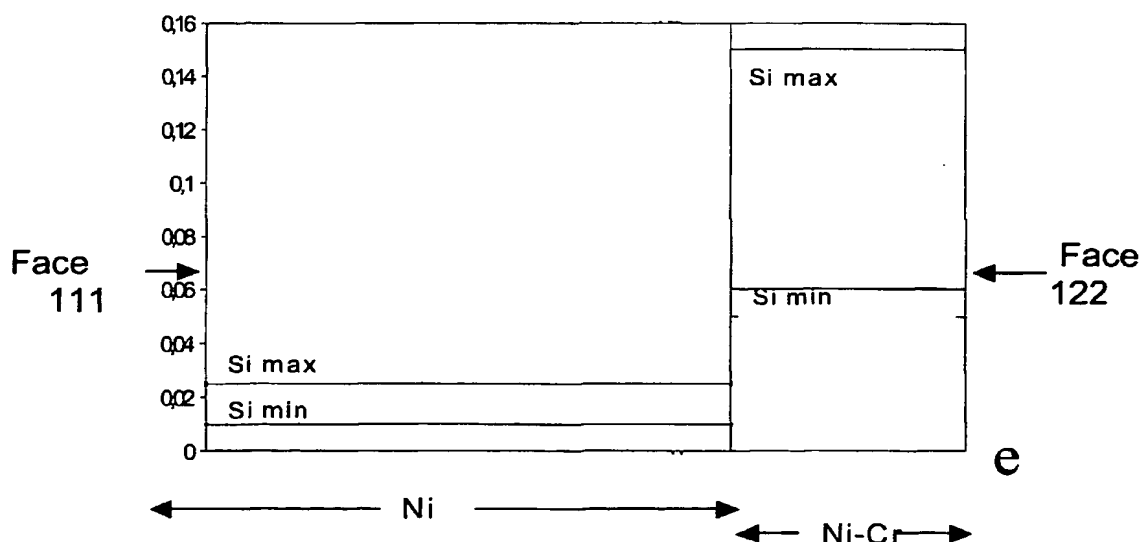 0,16
0,14
0,12
0,1
0,08
0,06
0,04
0,02
0
Face
111
Si max
Si min
Si max
Si min
Face
122
e
Ni
Ni-Cr